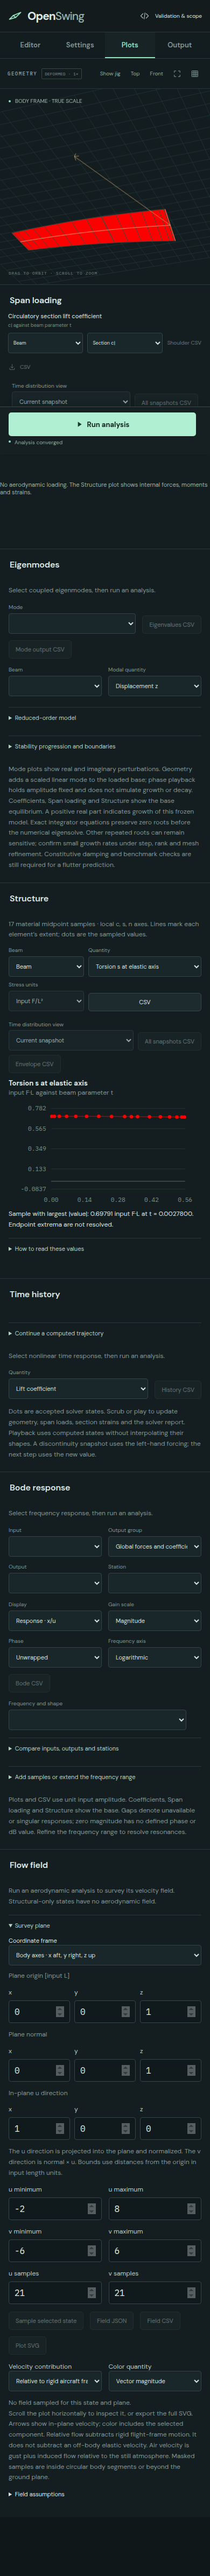 OpenSwing
Validation & scope
Editor
Settings
Plots
Output
GEOMETRY
Show jig
Top
Front
BODY FRAME · TRUE SCALE
DRAG TO ORBIT · SCROLL TO ZOOM
Span loading
Circulatory section lift coefficient
cl against beam parameter t
Beam
Section cl
Shoulder CSV
CSV
Time distribution view
Current snapshot
All snapshots CSV
Run analysis
Analysis converged
No aerodynamic loading. The Structure plot shows internal forces, moments
and strains.
Eigenmodes
Select coupled eigenmodes, then run an analysis.
Mode
Eigenvalues CSV
Mode output CSV
Beam
Modal quantity
Displacement z
Reduced-order model
Stability progression and boundaries
Mode plots show real and imaginary perturbations. Geometry
adds a scaled linear mode to the loaded base; phase playback
holds amplitude fixed and does not simulate growth or decay.
Coefficients, Span loading and Structure show the base
equilibrium. A positive real part indicates growth of this frozen
model. Exact Integrator equations preserve zero roots before
the numerical eigensolve. Other repeated roots can remain
sensitive; confirm small growth rates under step, rank and mesh
refinement. Constitutive damping and benchmark checks are
still required for a flutter prediction.
Structure
17 material midpoint samples · local c, s, n axes. Lines mark each
element's extent; dots are the sampled values.
Beam
Quantity
Beam
Torsion s at elastic axis
Stress units
Input F/L²
CSV
Time distribution view
Current snapshot
All snapshots CSV
Envelope CSV
Torsion s at elastic axis
Input F·L against beam parameter t
0.782
0.565
0.349
0.133
−0.0837
0.00 0.14 0.28 0.42 0.56
Sample with largest |value|: 0.69791 input F·L at t = 0.0027800.
Endpoint extrema are not resolved.
How to read these values
Time history
Continue a computed trajectory
Select nonlinear time response, then run an analysis.
Quantity
Lift coefficient
History CSV
Dots are accepted solver states. Scrub or play to update
geometry, span loads, section strains and the solver report.
Playback uses computed states without interpolating their
shapes. A discontinuity snapshot uses the left-hand forcing; the
next step uses the new value.
Bode response
Select frequency response, then run an analysis.
Input
Output group
Global forces and coefficie
Output
Station
Display
Gain scale
Response · x/u
Magnitude
Phase
Frequency axis
Unwrapped
Logarithmic
Bode CSV
Frequency and shape
Compare inputs, outputs and stations
Add samples or extend the frequency range
Plots and CSV use unit input amplitude. Coefficients, Span
loading and Structure show the base. Gaps denote unavailable
or singular responses; zero magnitude has no defined phase or
dB value. Refine the frequency range to resolve resonances.
Flow field
Run an aerodynamic analysis to survey its velocity field.
Structural-only states have no aerodynamic field.
Survey plane
Coordinate frame
Body axes · x aft, y right, z up
Plane origin [input L]
x y z
0 0 1
Plane normal
x y z
0 0 1
In-plane u direction
x y z
1 0 0
The u direction is projected into the plane and normalized. The v
direction is normal × u. Bounds use distances from the origin in
input length units.
u minimum
u maximum
-2
8
v minimum
v maximum
-6
6
u samples
v samples
21
21
Sample selected state
Field JSON
Field CSV
Plot SVG
Velocity contribution
Color quantity
Relative to rigid aircraft fra
Vector magnitude
No field sampled for this state and plane.
Scroll the plot horizontally to inspect it, or export the full SVG.
Arrows show in-plane velocity; color includes the selected
component. Relative flow subtracts rigid flight-frame motion. It
does not subtract an off-body elastic velocity. Air velocity is
gust plus induced flow relative to the still atmosphere. Masked
samples are inside circular body segments or beyond the
ground plane.
Field assumptions